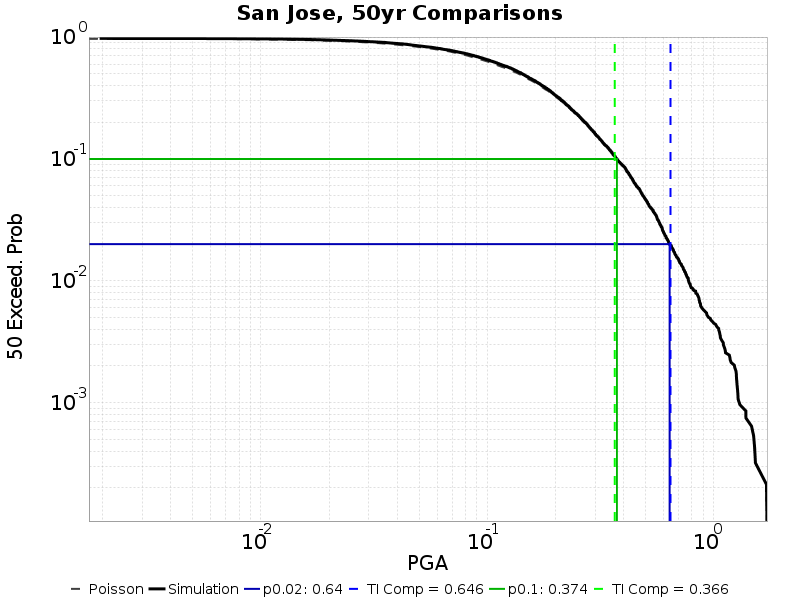 San Jose, 50yr Comparisons
10^0
10^-1
10^-2
10^-3
50 Exceed. Prob
10^-2 10^-1 10^0
PGA
Poisson Simulation p0.02: 0.64 TI Comp = 0.646 p0.1: 0.374 TI Comp = 0.366